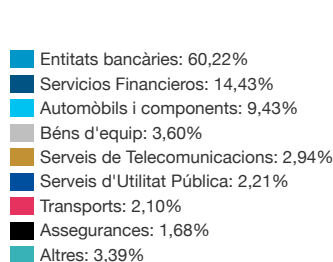 Entitats bancàries: 60,22%
Servicios Financieros: 14,43%
Automòbils i components: 9,43%
Béns d'equip: 3,60%
Serveis de Telecomunicacions: 2,94%
Serveis d'Utilitat Pública: 2,21%
Transports: 2,10%
Assegurances: 1,68%
Altres: 3,39%